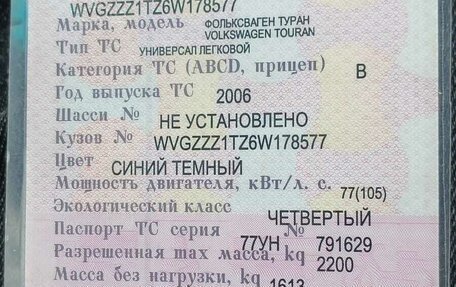 WVGZZZ1TZ6W178577
Марка, модель ФОЛЬКСВАГЕН ТУРАН
VOLKSWAGEN TOURAN
Тип ТС УНИВЕРСАЛ ЛЕГКОВОЙ
Категория ТС (ABCD, прицеп) B
Год выпуска ТС 2006
Шасси № НЕ УСТАНОВЛЕНО
Кузов № WVGZZZ1TZ6W178577
Цвет СИНИЙ ТЕМНЫЙ
Мощность двигателя, кВт/л. с. 77(105)
Экологический класс ЧЕТВЕРТЫЙ
Паспорт ТС серия 77УН № 791629
Разрешенная max масса, kg 2200
Масса без нагрузки, kg 1613